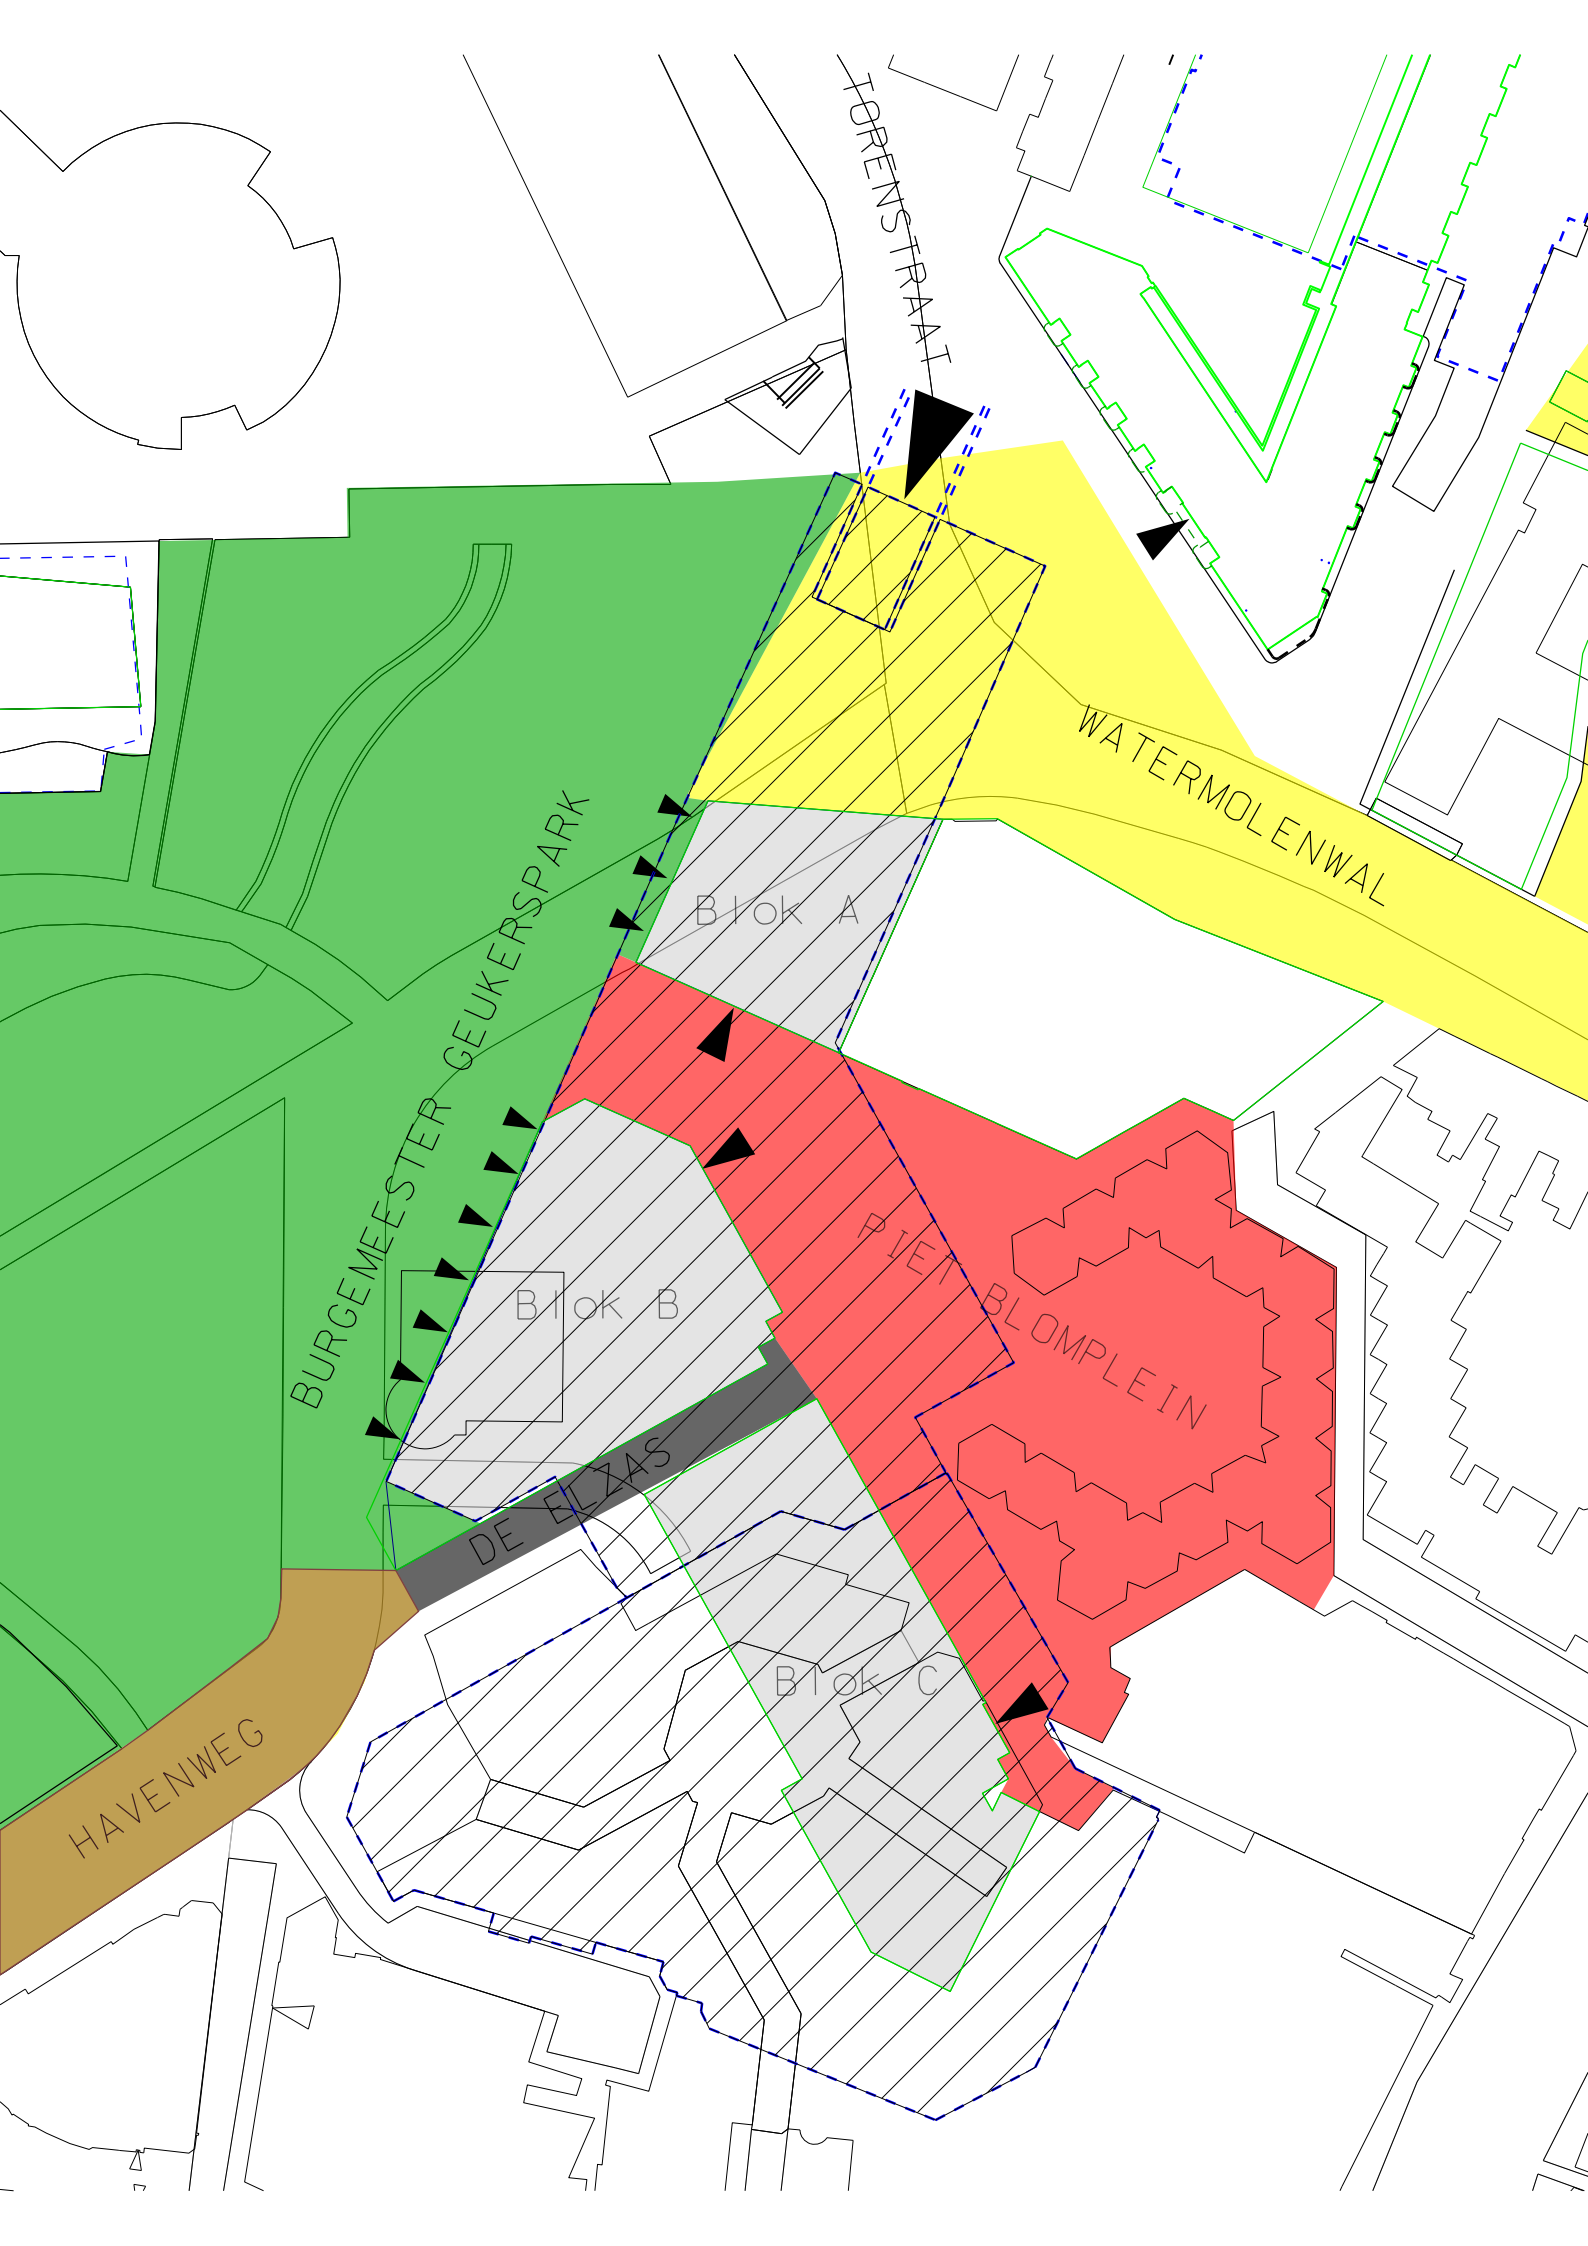 TORENSTRAAT
WATERMOLENWAL
BURGEMEESTER GEUKERSPARK
Blok A
PIET BLOMPLEIN
Blok B
DE ELZAS
Blok C
HAVENWEG